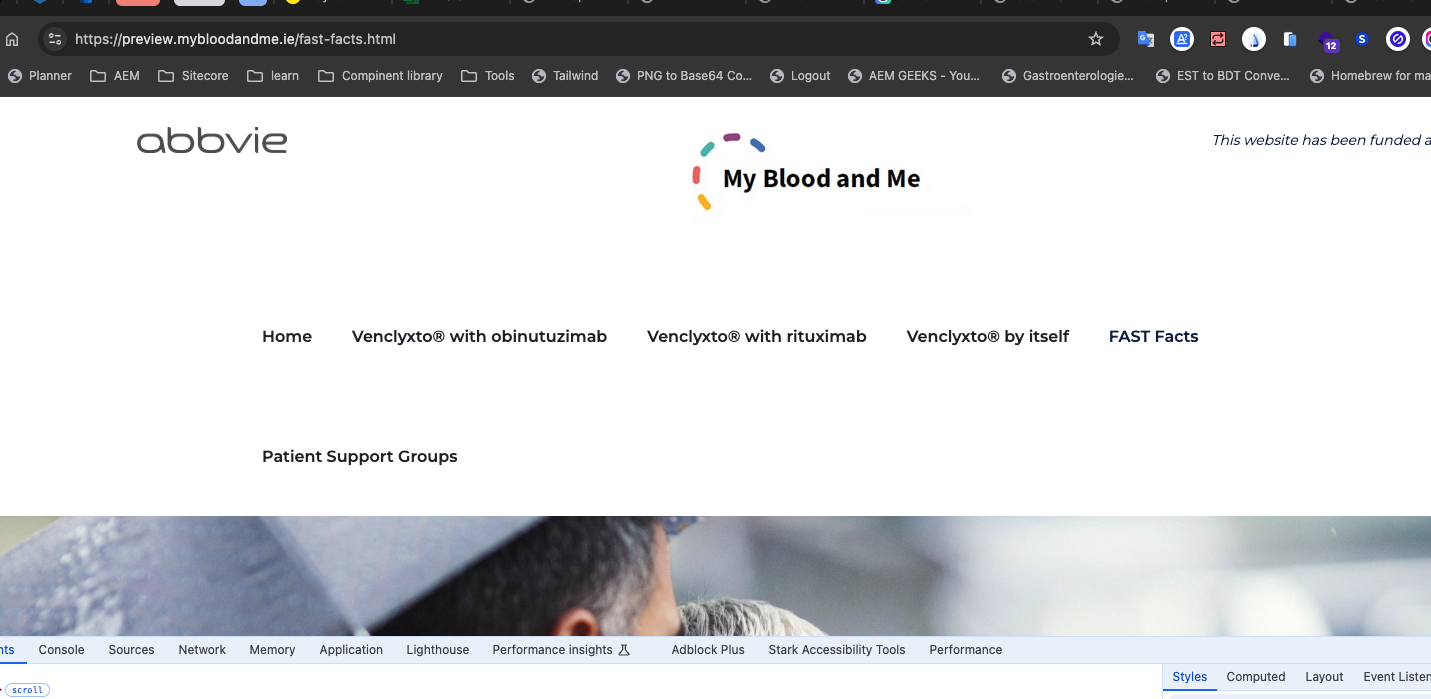 https://preview.mybloodandme.ie/fast-facts.html
12
Planner AEM Sitecore learn Compinent library Tools Tailwind PNG to Base64 Co... Logout AEM GEEKS - You... Gastroenterologie... EST to BDT Conve... Homebrew for ma
abbvie
This website has been funded a
My Blood and Me
Home Venclyxto® with obinutuzimab Venclyxto® with rituximab Venclyxto® by itself FAST Facts
Patient Support Groups
nts Console Sources Network Memory Application Lighthouse Performance insights Adblock Plus Stark Accessibility Tools Performance
Styles Computed Layout Event Listen
scroll